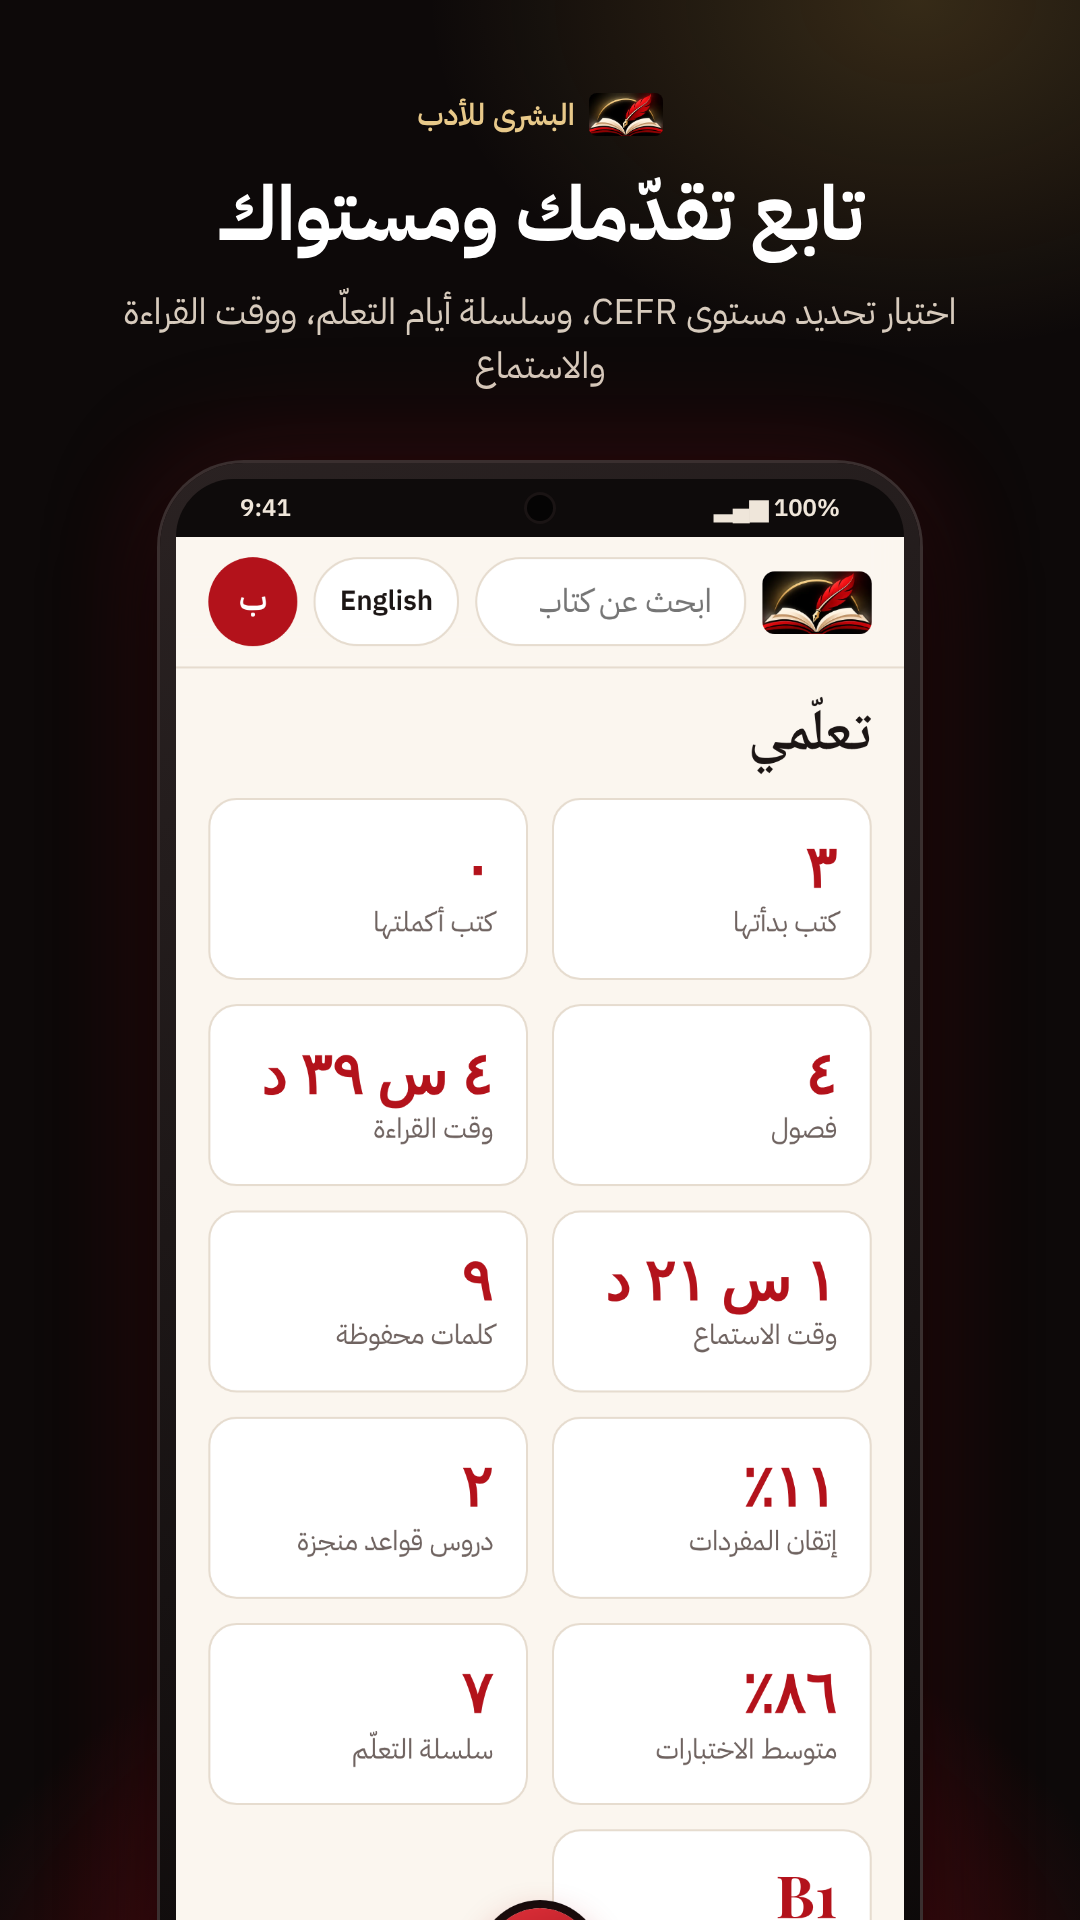 البشرى للأدب
تابع تقدّمك ومستواك
اختبار تحديد مستوى CEFR، وسلسلة أيام التعلّم، ووقت القراءة
والاستماع
9:41
100%
ابحث عن كتاب
English
ب
تعلّمي
٣
كتب بدأتها
٠
كتب أكملتها
٤
فصول
٤ س ٣٩ د
وقت القراءة
١ س ٢١ د
وقت الاستماع
٩
كلمات محفوظة
١١٪
إتقان المفردات
٢
دروس قواعد منجزة
٨٦٪
متوسط الاختبارات
٧
سلسلة التعلّم
B1